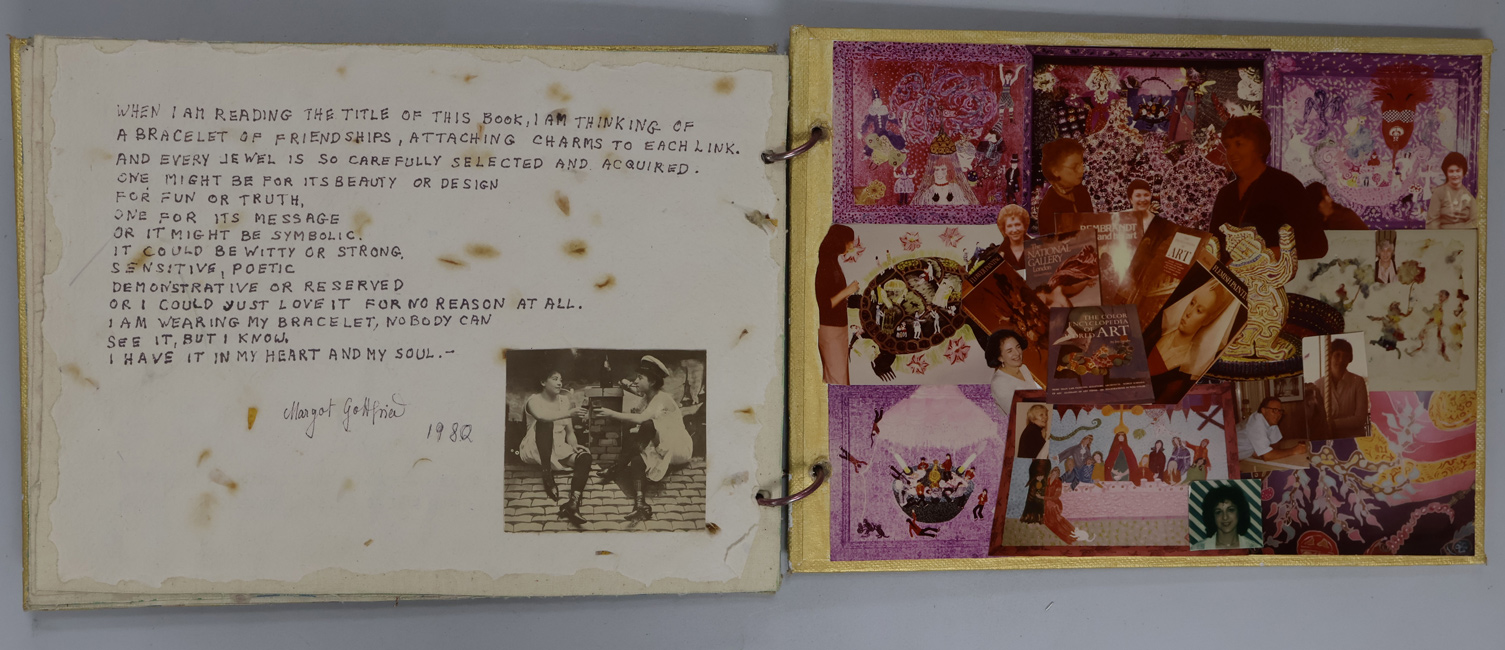 WHEN I AM READING THE TITLE OF THIS BOOK, I AM THINKING OF
A BRACELET OF FRIENDSHIPS, ATTACHING CHARMS TO EACH LINK.
AND EVERY JEWEL IS SO CAREFULLY SELECTED AND ACQUIRED.
ONE MIGHT BE FOR ITS BEAUTY OR DESIGN
FOR FUN OR TRUTH,
ONE FOR ITS MESSAGE
OR IT MIGHT BE SYMBOLIC.
IT COULD BE WITTY OR STRONG.
SENSITIVE, POETIC
DEMONSTRATIVE OR RESERVED
OR I COULD JUST LOVE IT FOR NO REASON AT ALL.
I AM WEARING MY BRACELET, NOBODY CAN
SEE IT, BUT I KNOW.
I HAVE IT IN MY HEART AND MY SOUL.-
Margot Gottfried
1982
REMBRANDT
NATIONAL
GALLERY
London
ART
FLEMISH PAINTING
THE COLOR
ENCYCLOPEDIA
OF
WORLD ART